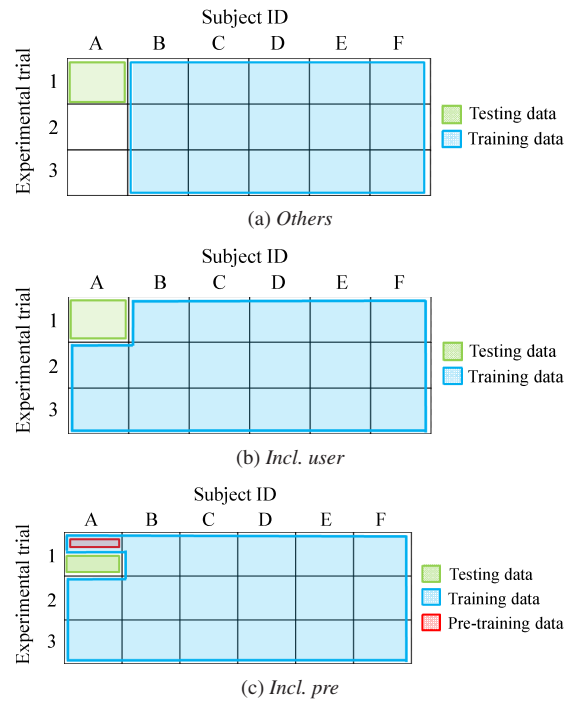 Subject ID
A B C D E F
Experimental trial
1
2
3
Testing data
Training data
(a) Others
Subject ID
A B C D E F
Experimental trial
1
2
3
Testing data
Training data
(b) Incl. user
Subject ID
A B C D E F
Experimental trial
1
2
3
Testing data
Training data
Pre-training data
(c) Incl. pre